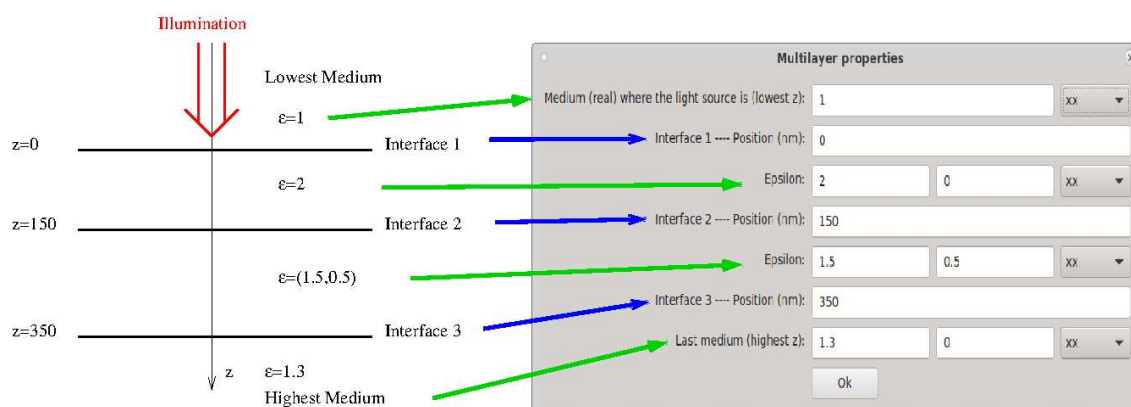 Illumination
Lowest Medium
ε=1
z=0
Interface 1
ε=2
z=150
Interface 2
ε=(1.5,0.5)
z=350
Interface 3
z
ε=1.3
Highest Medium
Multilayer properties
x
Medium (real) where the light source is (lowest z): 1 xx
Interface 1 ---- Position (nm): 0
Epsilon: 2 0 xx
Interface 2 ---- Position (nm): 150
Epsilon: 1.5 0.5 xx
Interface 3 ---- Position (nm): 350
Last medium (highest z): 1.3 0 xx
Ok